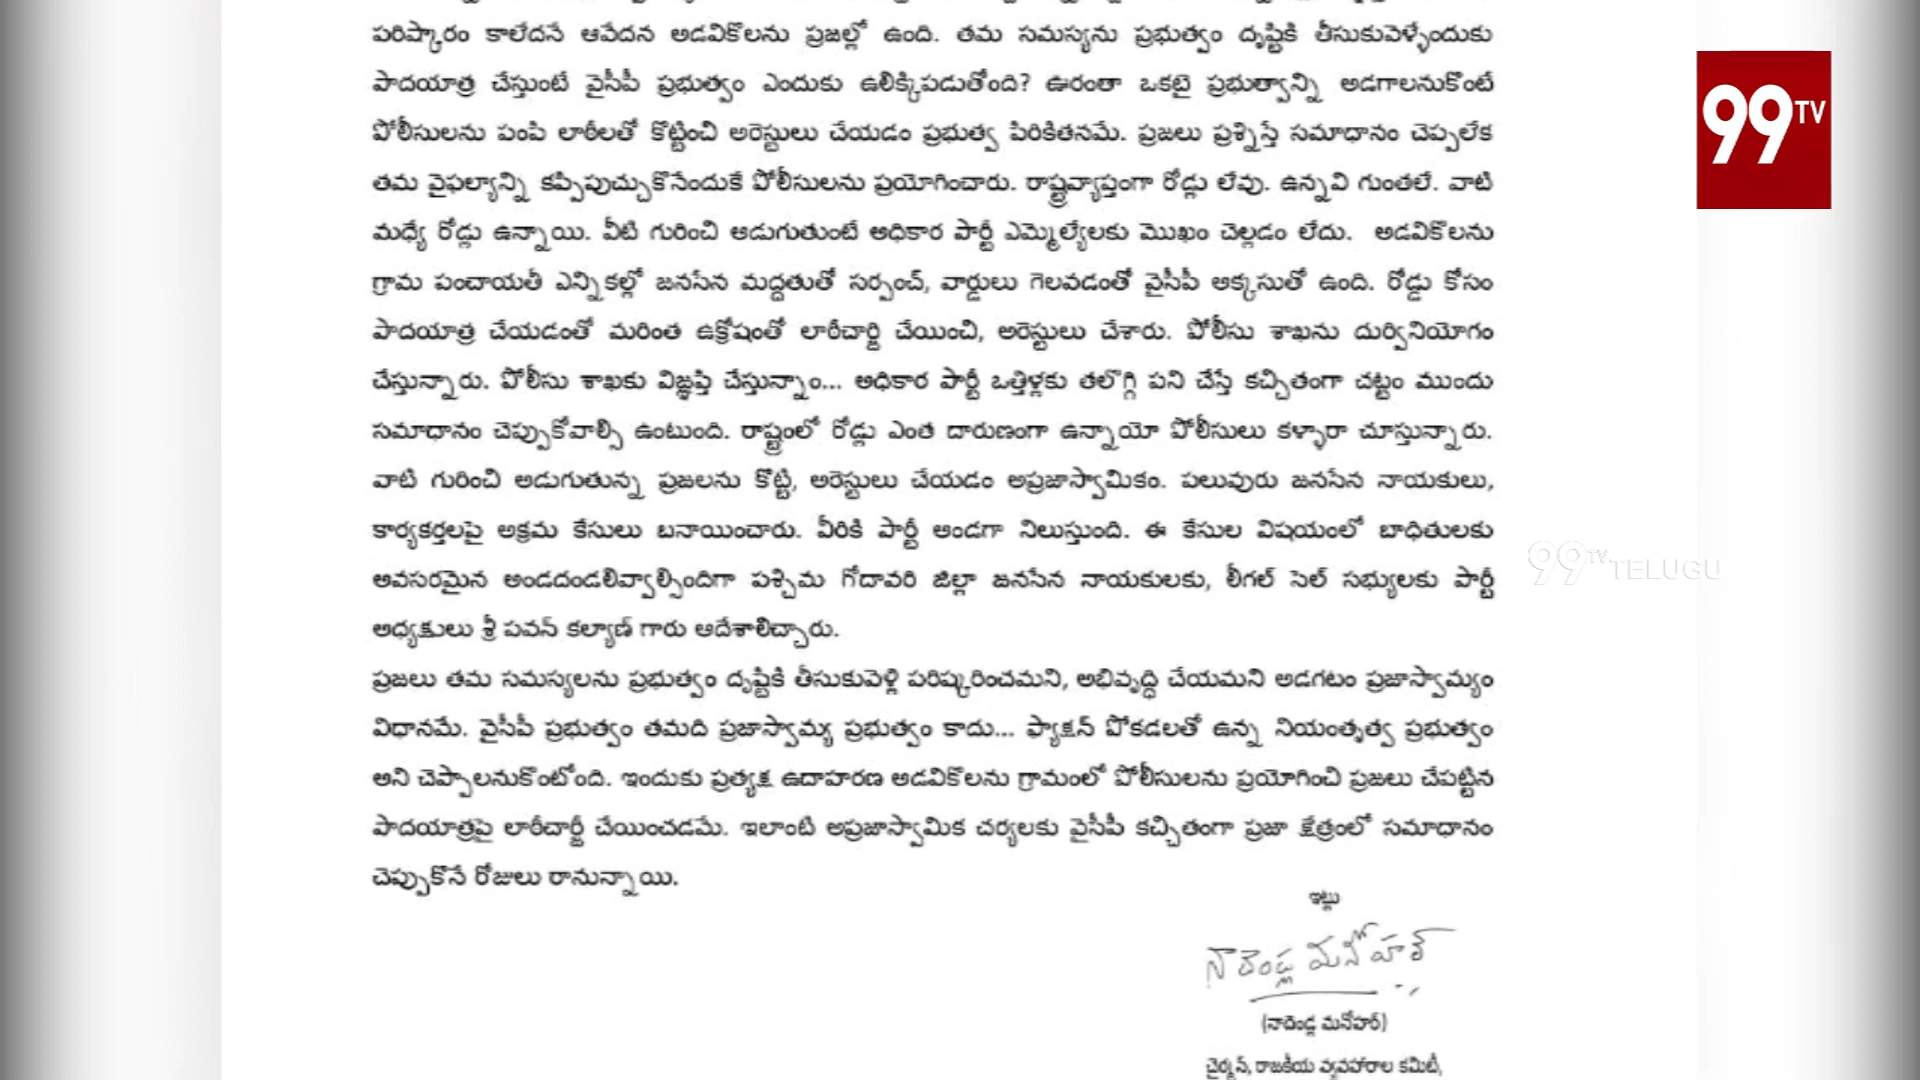 పరిష్కారం కాలేదనే ఆవేదన అడవికొలను ప్రజల్లో ఉంది. తమ సమస్యను ప్రభుత్వం దృష్టికి తీసుకువెళ్ళేందుకు
పాదయాత్ర చేస్తుంటే వైసీపీ ప్రభుత్వం ఎందుకు ఉలిక్కిపడుతోంది? ఊరంతా ఒకటై ప్రభుత్వాన్ని అడగాలనుకొంటే
పోలీసులను పంపి లాఠీలతో కొట్టించి అరెస్టులు చేయడం ప్రభుత్వ పిరికితనమే. ప్రజలు ప్రశ్నిస్తే సమాధానం చెప్పలేక
తమ వైఫల్యాన్ని కప్పిపుచ్చుకొనేందుకే పోలీసులను ప్రయోగించారు. రాష్ట్రవ్యాప్తంగా రోడ్లు లేవు. ఉన్నవి గుంతలే. వాటి
మధ్యే రోడ్లు ఉన్నాయి. వీటి గురించి అడుగుతుంటే అధికార పార్టీ ఎమ్మెల్యేలకు మొఖం చెల్లడం లేదు. అడవికొలను
గ్రామ పంచాయతీ ఎన్నికల్లో జనసేన మద్దతుతో సర్పంచ్, వార్డులు గెలవడంతో వైసీపీ అక్కసుతో ఉంది. రోడ్డు కోసం
పాదయాత్ర చేయడంతో మరింత ఉక్రోషంతో లాఠీచార్జి చేయించి, అరెస్టులు చేశారు. పోలీసు శాఖను దుర్వినియోగం
చేస్తున్నారు. పోలీసు శాఖకు విజ్ఞప్తి చేస్తున్నాం... అధికార పార్టీ ఒత్తిళ్లకు తలొగ్గి పని చేస్తే కచ్చితంగా చట్టం ముందు
సమాధానం చెప్పుకోవాల్సి ఉంటుంది. రాష్ట్రంలో రోడ్లు ఎంత దారుణంగా ఉన్నాయో పోలీసులు కళ్ళారా చూస్తున్నారు.
వాటి గురించి అడుగుతున్న ప్రజలను కొట్టి, అరెస్టులు చేయడం అప్రజాస్వామికం. పలువురు జనసేన నాయకులు,
కార్యకర్తలపై అక్రమ కేసులు బనాయించారు. వీరికి పార్టీ అండగా నిలుస్తుంది. ఈ కేసుల విషయంలో బాధితులకు
అవసరమైన అండదండలివ్వాల్సిందిగా పశ్చిమ గోదావరి జిల్లా జనసేన నాయకులకు, లీగల్ సెల్ సభ్యులకు పార్టీ
అధ్యక్షులు శ్రీ పవన్ కల్యాణ్ గారు ఆదేశాలిచ్చారు.
ప్రజలు తమ సమస్యలను ప్రభుత్వం దృష్టికి తీసుకువెళ్లి పరిష్కరించమని, అభివృద్ధి చేయమని అడగటం ప్రజాస్వామ్యం
విధానమే. వైసీపీ ప్రభుత్వం తమది ప్రజాస్వామ్య ప్రభుత్వం కాదు... ఫ్యాక్షన్ పోకడలతో ఉన్న నియంతృత్వ ప్రభుత్వం
అని చెప్పాలనుకొంటోంది. ఇందుకు ప్రత్యక్ష ఉదాహరణ అడవికొలను గ్రామంలో పోలీసులను ప్రయోగించి ప్రజలు చేపట్టిన
పాదయాత్రపై లాఠీచార్జీ చేయించడమే. ఇలాంటి అప్రజాస్వామిక చర్యలకు వైసీపీ కచ్చితంగా ప్రజా క్షేత్రంలో సమాధానం
చెప్పుకొనే రోజులు రానున్నాయి.
ఇట్లు
నాదెండ్ల మనోహర్
(నాదెండ్ల మనోహర్)
చైర్మన్, రాజకీయ వ్యవహారాల కమిటీ,
99 TV
99 TV TELUGU